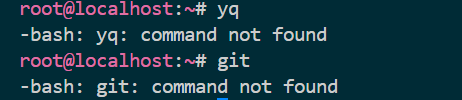 root@localhost:~# yq
-bash: yq: command not found
root@localhost:~# git
-bash: git: command not found